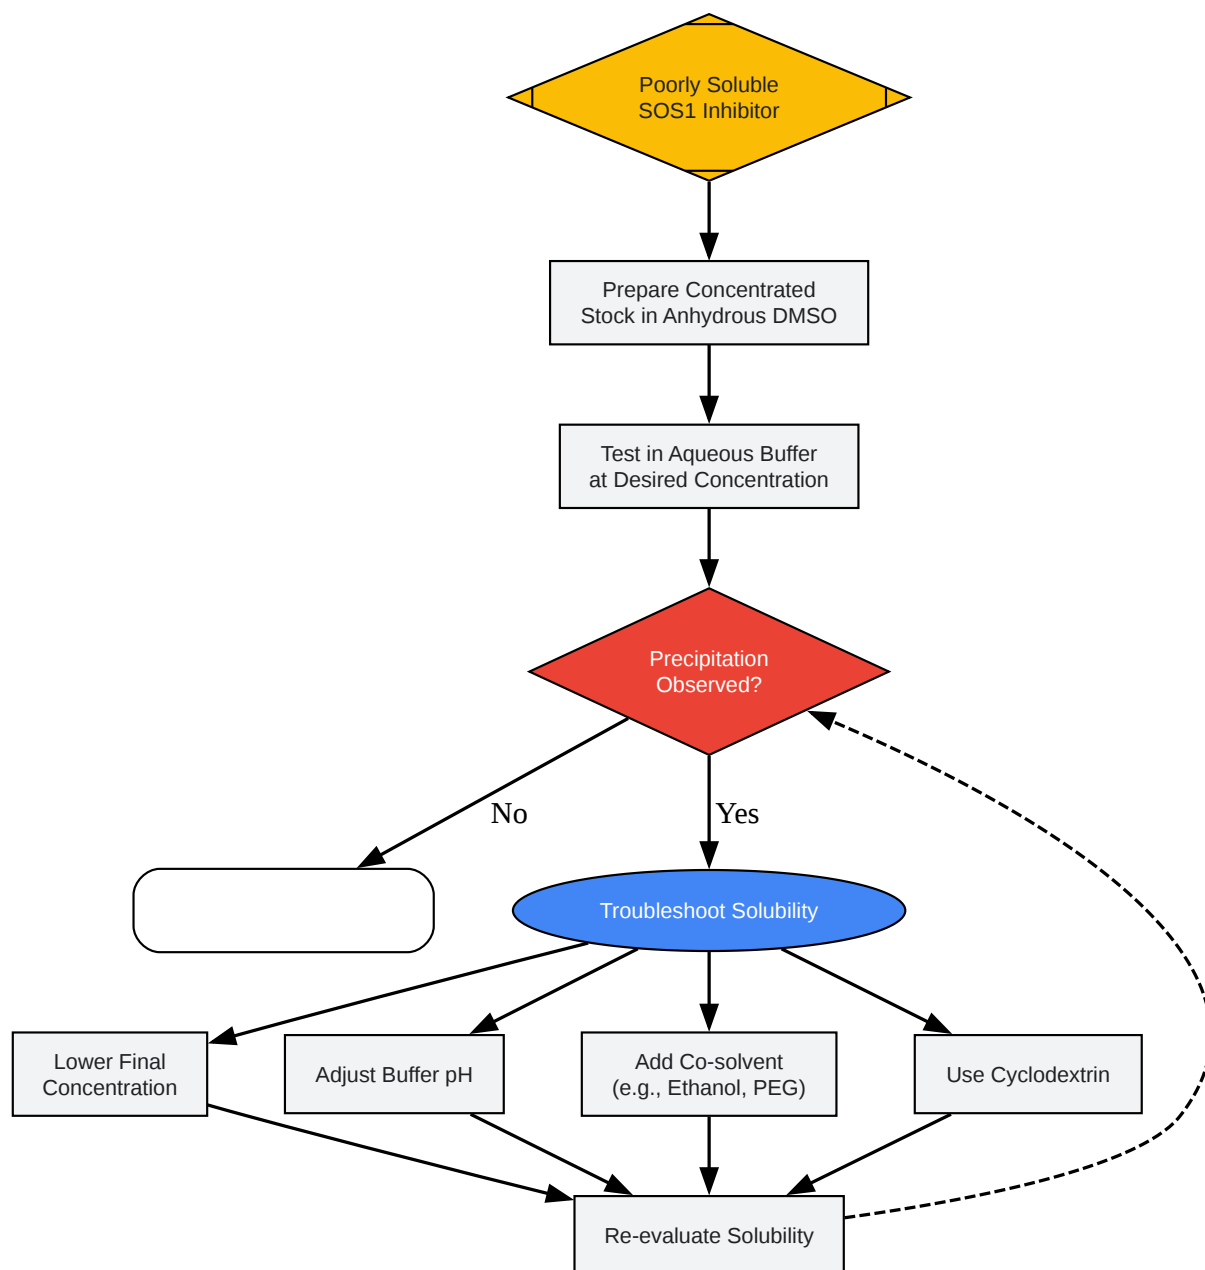 Poorly Soluble
SOS1 Inhibitor
Prepare Concentrated
Stock in Anhydrous DMSO
Test in Aqueous Buffer
at Desired Concentration
Precipitation
Observed?
No
Yes
Troubleshoot Solubility
Lower Final
Concentration
Adjust Buffer pH
Add Co-solvent
(e.g., Ethanol, PEG)
Use Cyclodextrin
Re-evaluate Solubility